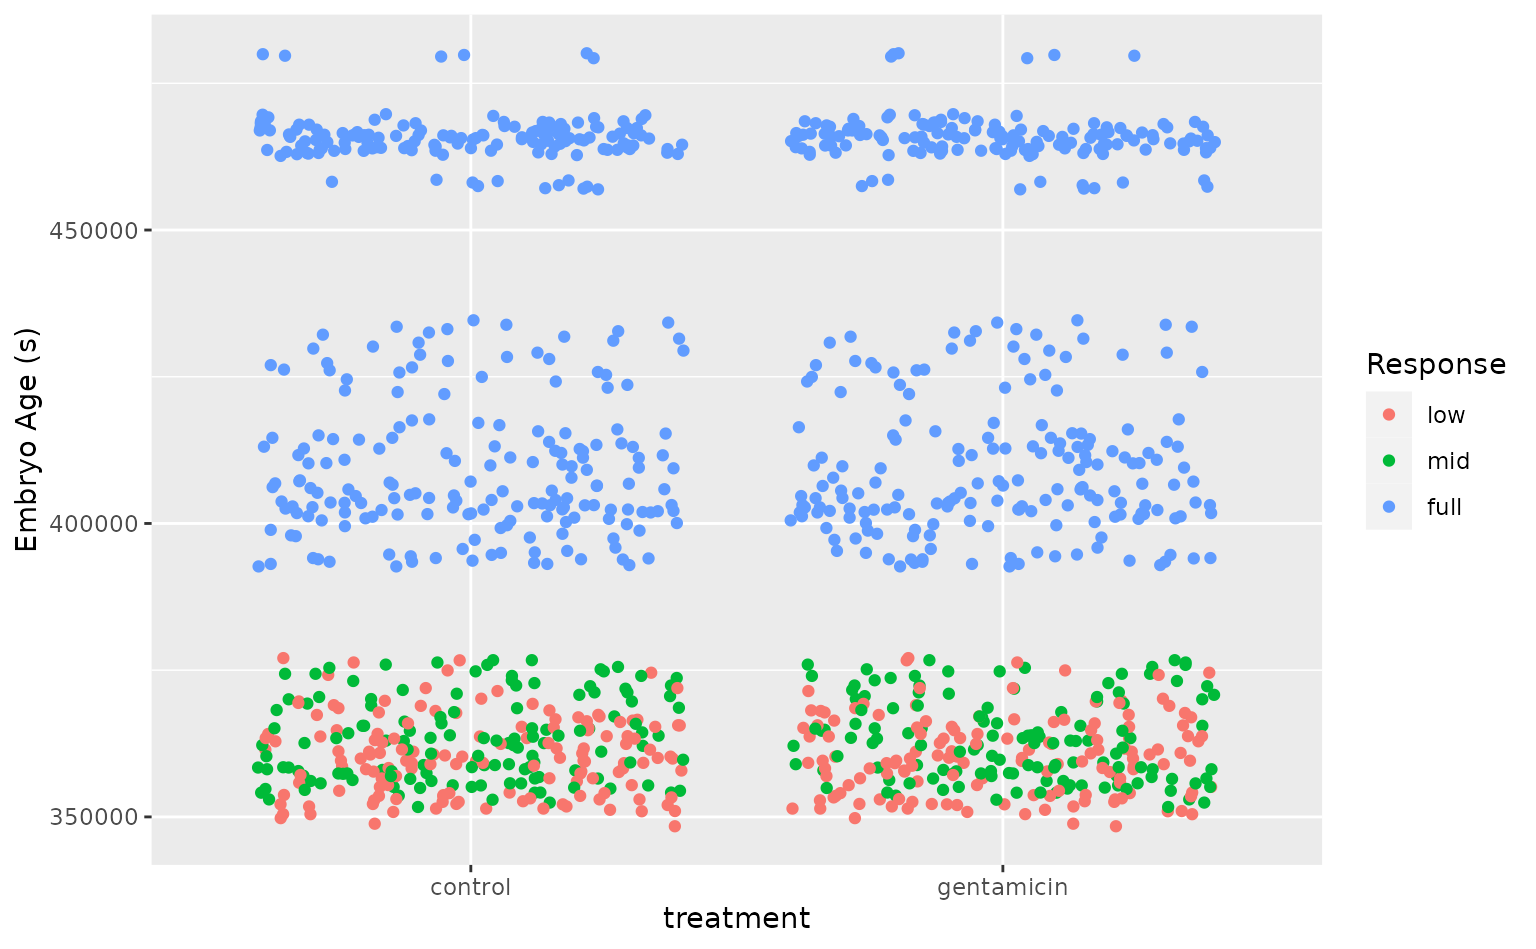 Embryo Age (s)
450000
400000
350000
control
gentamicin
treatment
Response
low
mid
full